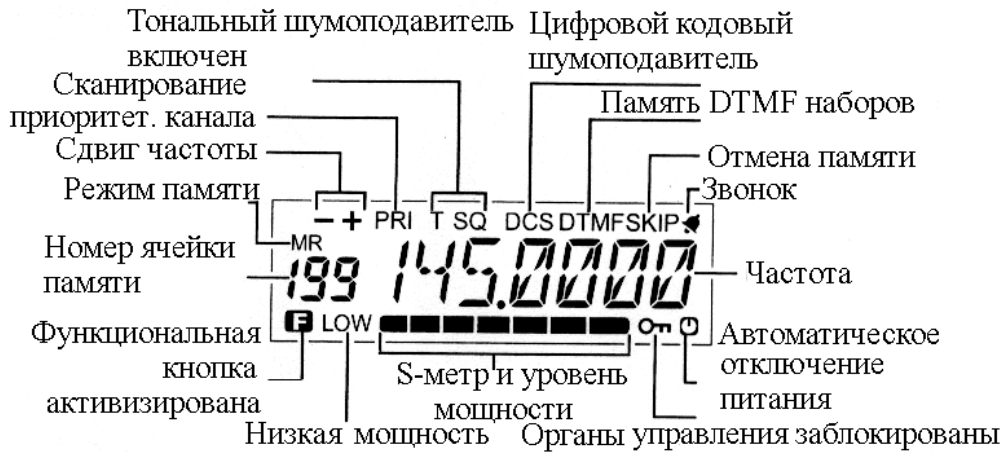 Тональный шумоподавитель
включен
Цифровой кодовый
шумоподавитель
Сканирование
приоритет. канала
Память DTMF наборов
Сдвиг частоты
Отмена памяти
Режим памяти
Звонок
− + PRI T SQ DCS DTMF SKIP
MR
Номер ячейки
памяти
199 145.0000
Частота
F LOW
Функциональная
кнопка
активизирована
S-метр и уровень
мощности
Автоматическое
отключение
питания
Низкая мощность
Органы управления заблокированы